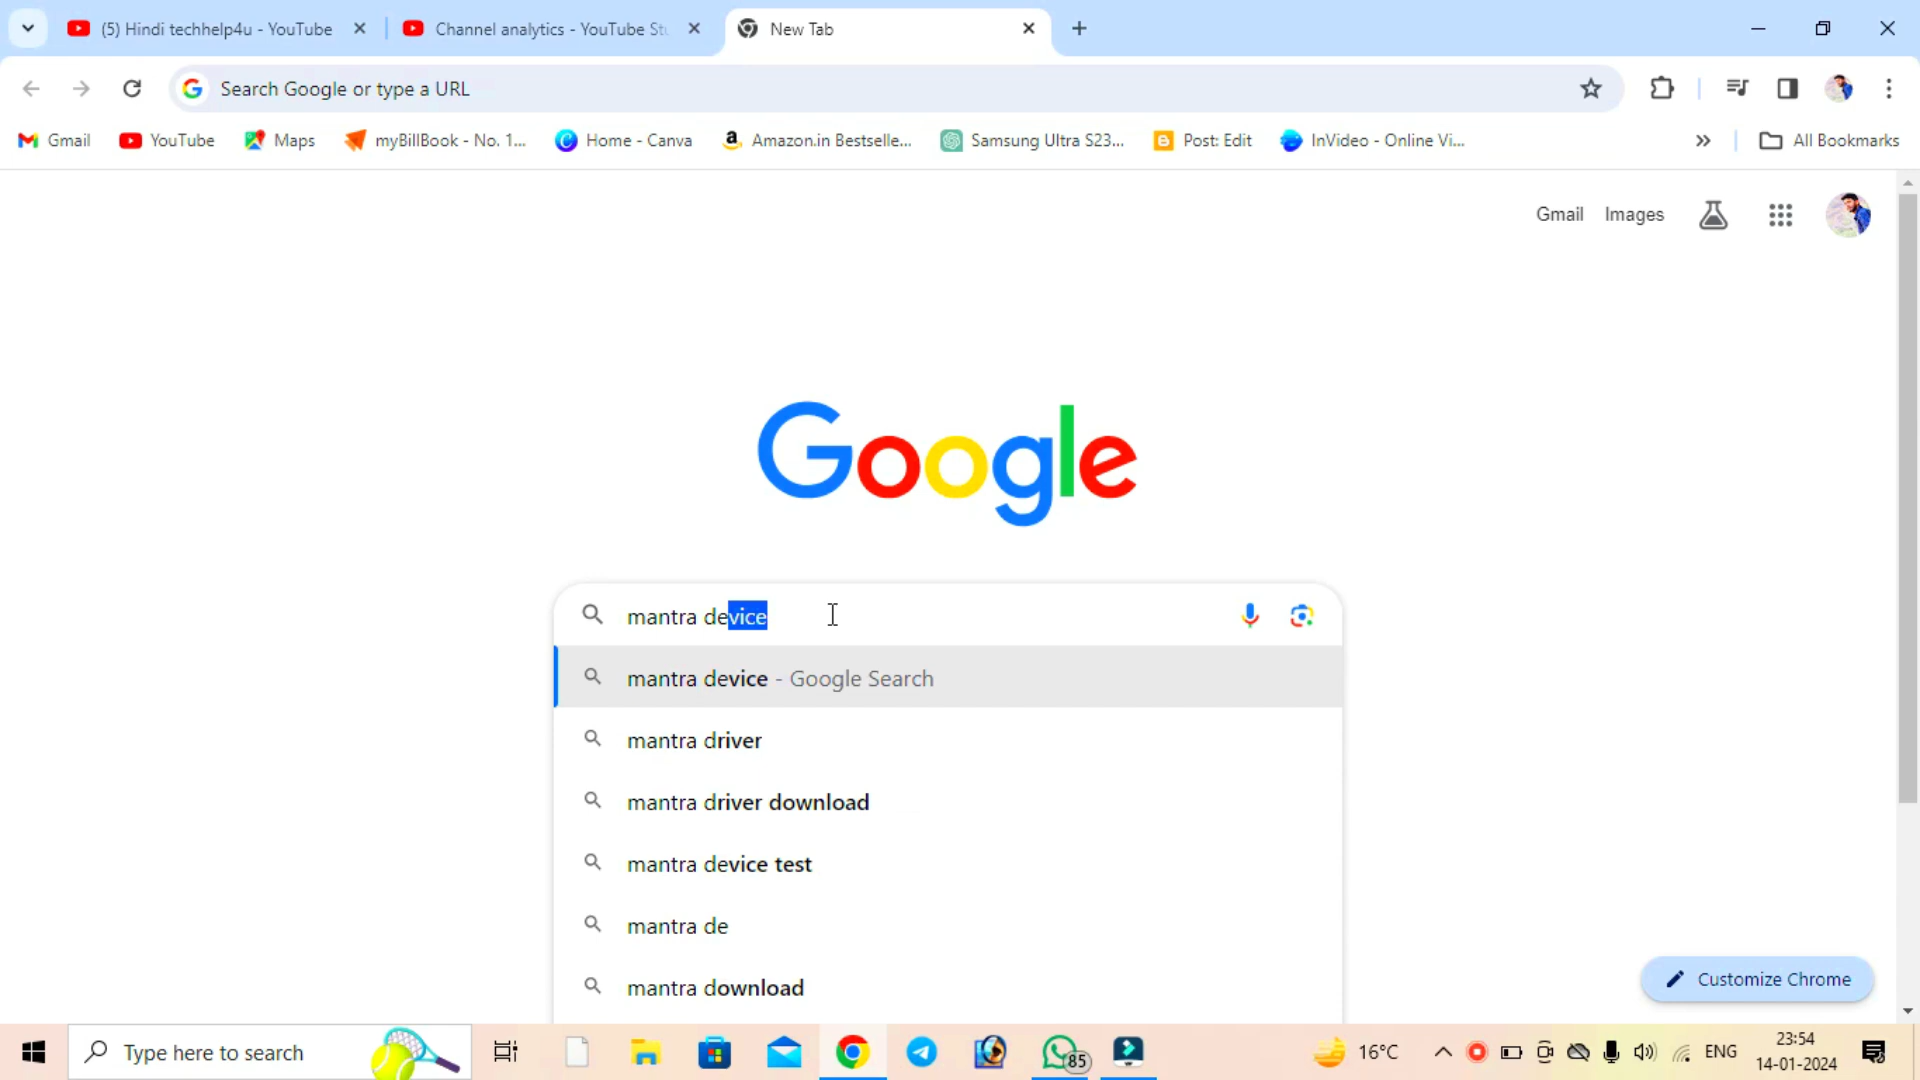 (5) Hindi techhelp4u - YouTube
Channel analytics - YouTube Stu
New Tab
Search Google or type a URL
Gmail
YouTube
Maps
myBillBook - No. 1...
Home - Canva
Amazon.in Bestselle...
Samsung Ultra S23...
Post: Edit
InVideo - Online Vi...
All Bookmarks
Gmail
Images
Google
mantra device
mantra device - Google Search
mantra driver
mantra driver download
mantra device test
mantra de
mantra download
Customize Chrome
Type here to search
85
16°C
ENG
23:54
14-01-2024